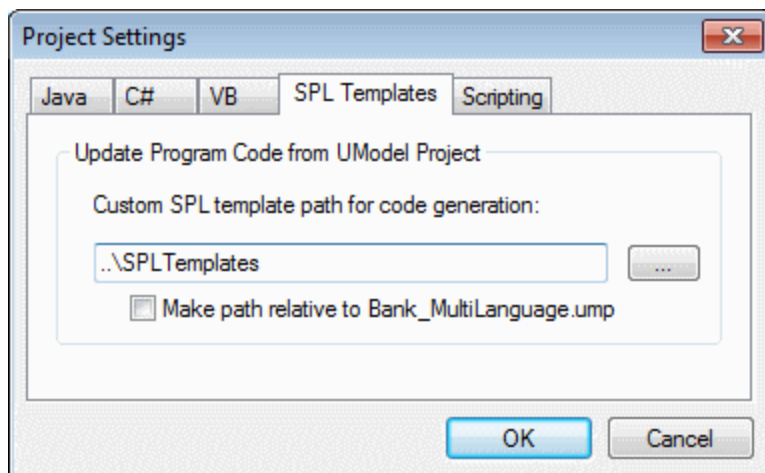 Project Settings
Java C# VB SPL Templates Scripting
Update Program Code from UModel Project
Custom SPL template path for code generation:
..\SPLTemplates
...
Make path relative to Bank_MultiLanguage.ump
OK Cancel